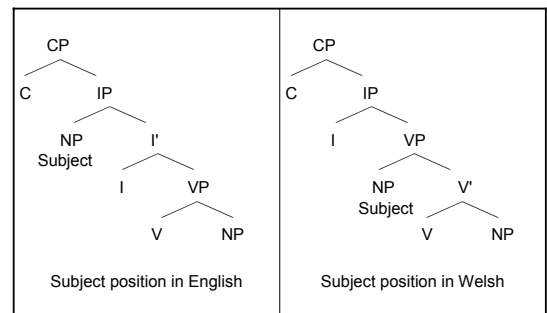 CP
C IP
NP I'
Subject
I VP
V NP
Subject position in English
CP
C IP
I VP
NP V'
Subject
V NP
Subject position in Welsh